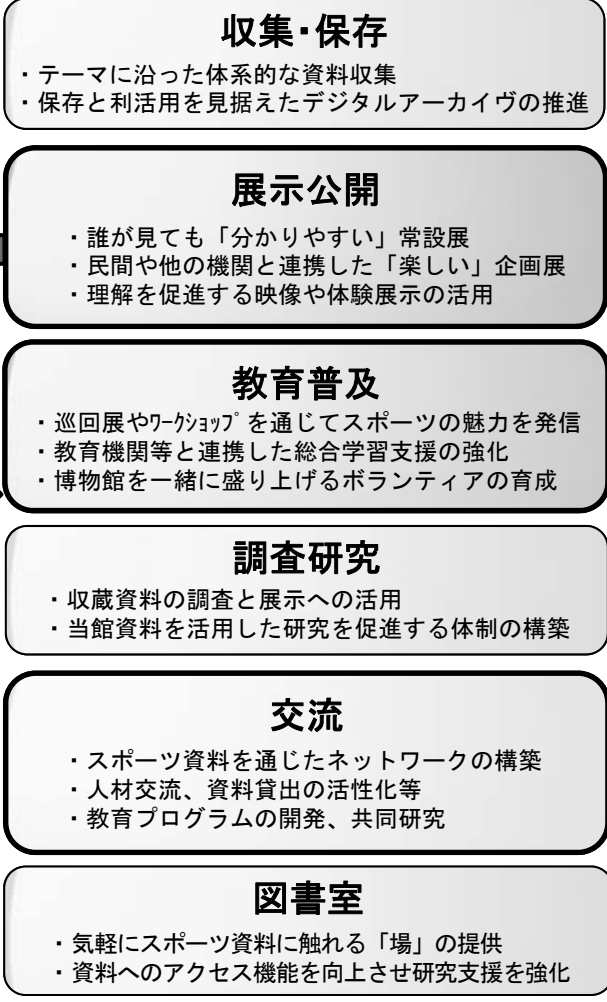 収集・保存
・テーマに沿った体系的な資料収集
・保存と利活用を見据えたデジタルアーカイヴの推進
展示公開
・誰が見ても「分かりやすい」常設展
・民間や他の機関と連携した「楽しい」企画展
・理解を促進する映像や体験展示の活用
教育普及
・巡回展やﾜｰｸｼｮｯﾌﾟを通じてスポーツの魅力を発信
・教育機関等と連携した総合学習支援の強化
・博物館を一緒に盛り上げるボランティアの育成
調査研究
・収蔵資料の調査と展示への活用
・当館資料を活用した研究を促進する体制の構築
交流
・スポーツ資料を通じたネットワークの構築
・人材交流、資料貸出の活性化等
・教育プログラムの開発、共同研究
図書室
・気軽にスポーツ資料に触れる「場」の提供
・資料へのアクセス機能を向上させ研究支援を強化